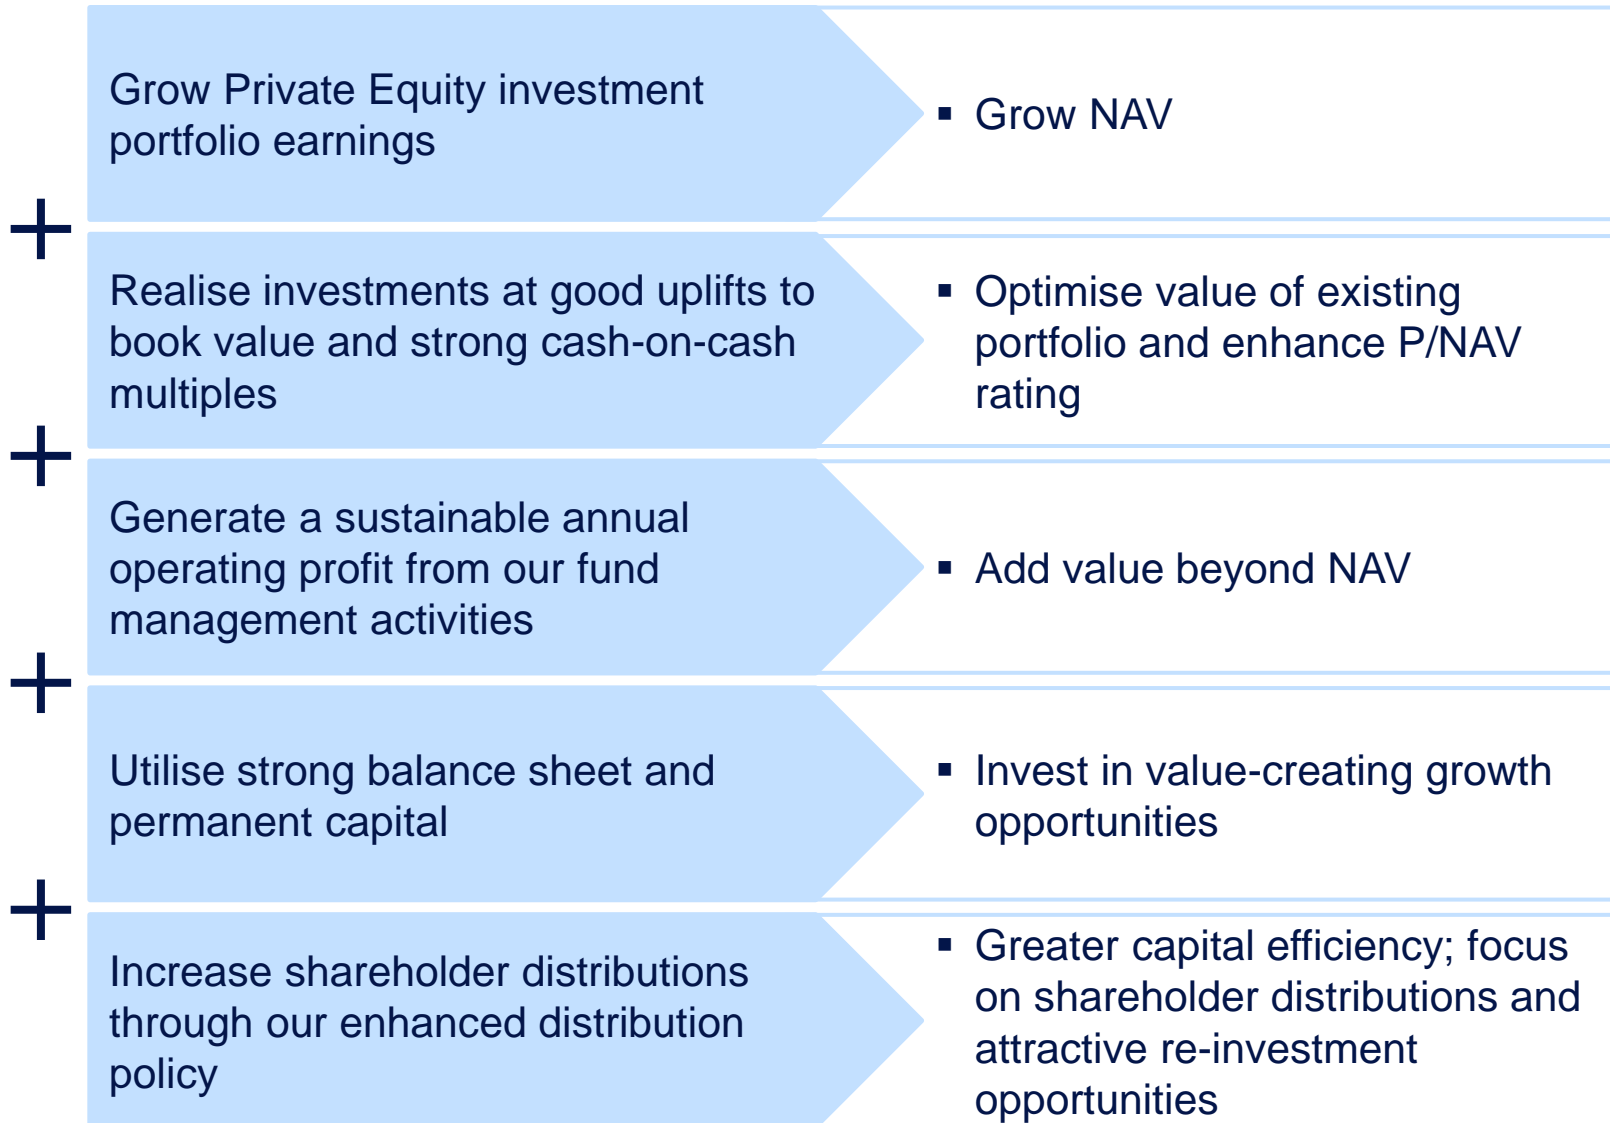 Grow Private Equity investment
portfolio earnings
▪ Grow NAV
+
Realise investments at good uplifts to
book value and strong cash-on-cash
multiples
▪ Optimise value of existing
portfolio and enhance P/NAV
rating
+
Generate a sustainable annual
operating profit from our fund
management activities
▪ Add value beyond NAV
+
Utilise strong balance sheet and
permanent capital
▪ Invest in value-creating growth
opportunities
+
Increase shareholder distributions
through our enhanced distribution
policy
▪ Greater capital efficiency; focus
on shareholder distributions and
attractive re-investment
opportunities